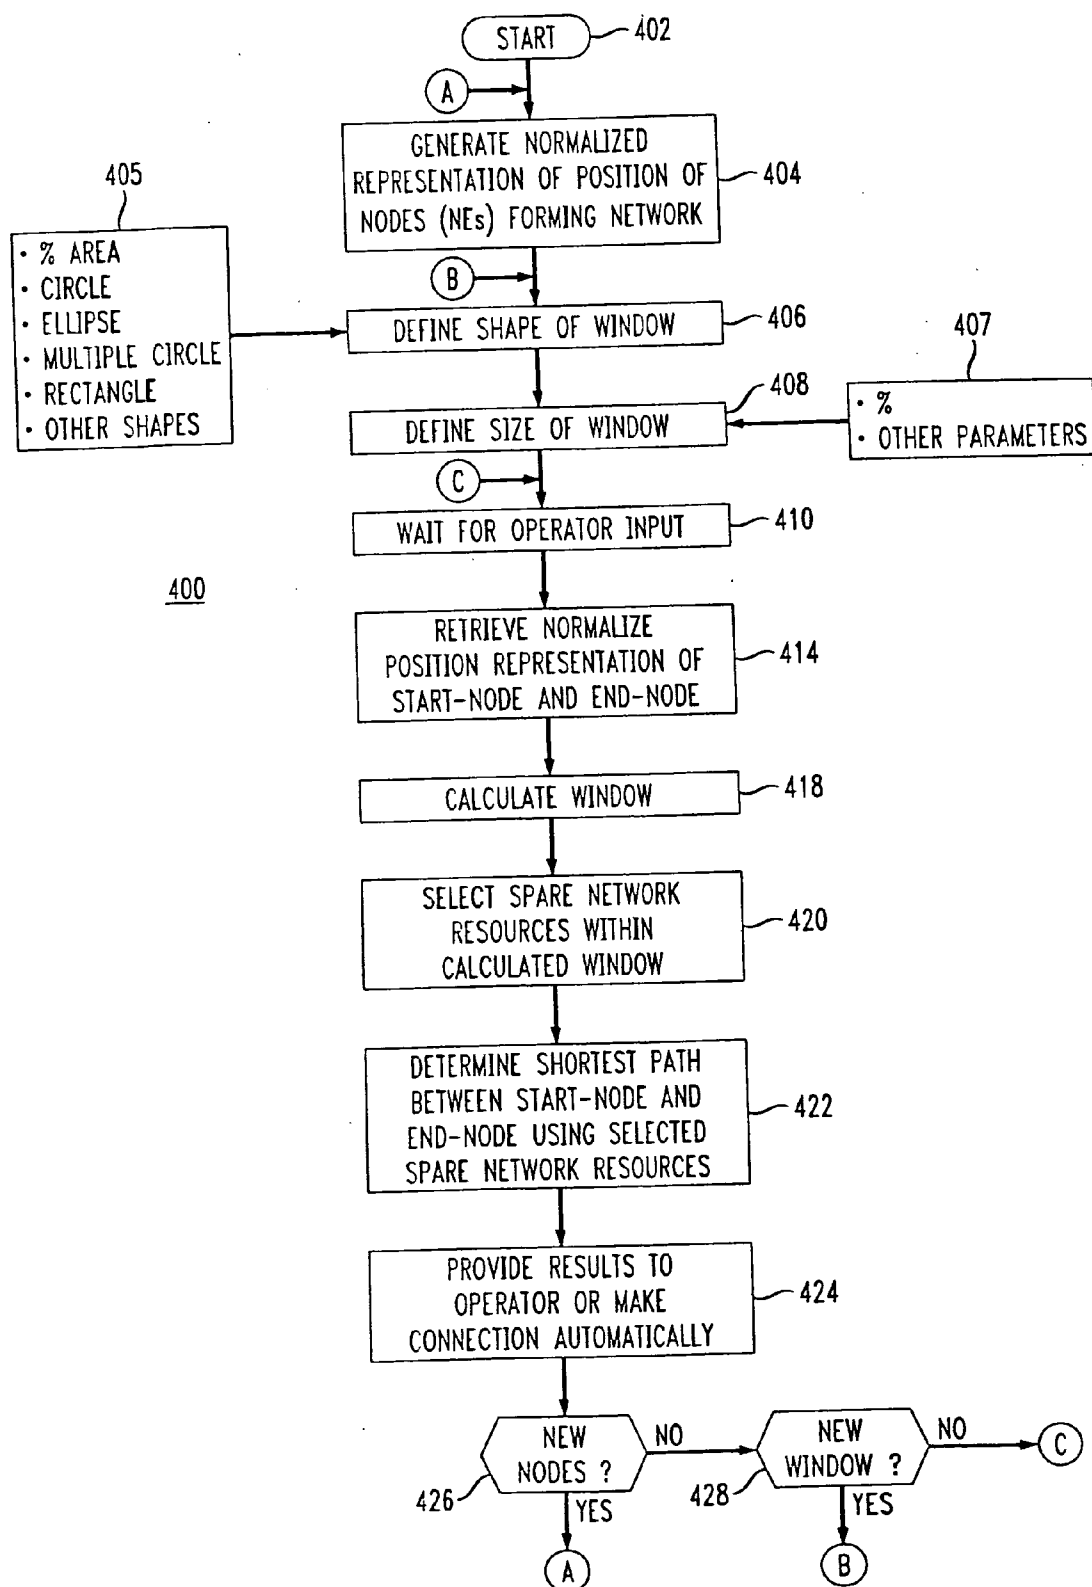 START
402
A
GENERATE NORMALIZED
REPRESENTATION OF POSITION OF
NODES (NEs) FORMING NETWORK
404
405
· % AREA
· CIRCLE
· ELLIPSE
· MULTIPLE CIRCLE
· RECTANGLE
· OTHER SHAPES
B
DEFINE SHAPE OF WINDOW
406
407
· %
· OTHER PARAMETERS
408
DEFINE SIZE OF WINDOW
C
WAIT FOR OPERATOR INPUT
410
400
RETRIEVE NORMALIZE
POSITION REPRESENTATION OF
START-NODE AND END-NODE
414
CALCULATE WINDOW
418
SELECT SPARE NETWORK
RESOURCES WITHIN
CALCULATED WINDOW
420
DETERMINE SHORTEST PATH
BETWEEN START-NODE AND
END-NODE USING SELECTED
SPARE NETWORK RESOURCES
422
PROVIDE RESULTS TO
OPERATOR OR MAKE
CONNECTION AUTOMATICALLY
424
NEW
NODES ?
426
NO
YES
A
NEW
WINDOW ?
428
NO
C
YES
B